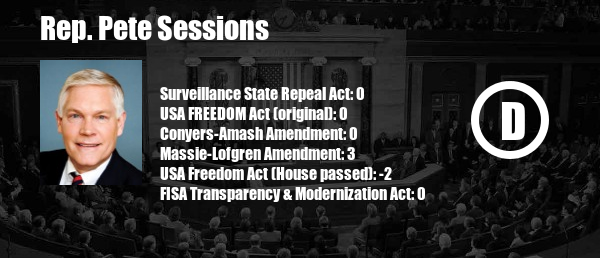 Rep. Pete Sessions
Surveillance State Repeal Act: 0
USA FREEDOM Act (original): 0
Conyers-Amash Amendment: 0
Massie-Lofgren Amendment: 3
USA Freedom Act (House passed): -2
FISA Transparency & Modernization Act: 0
D